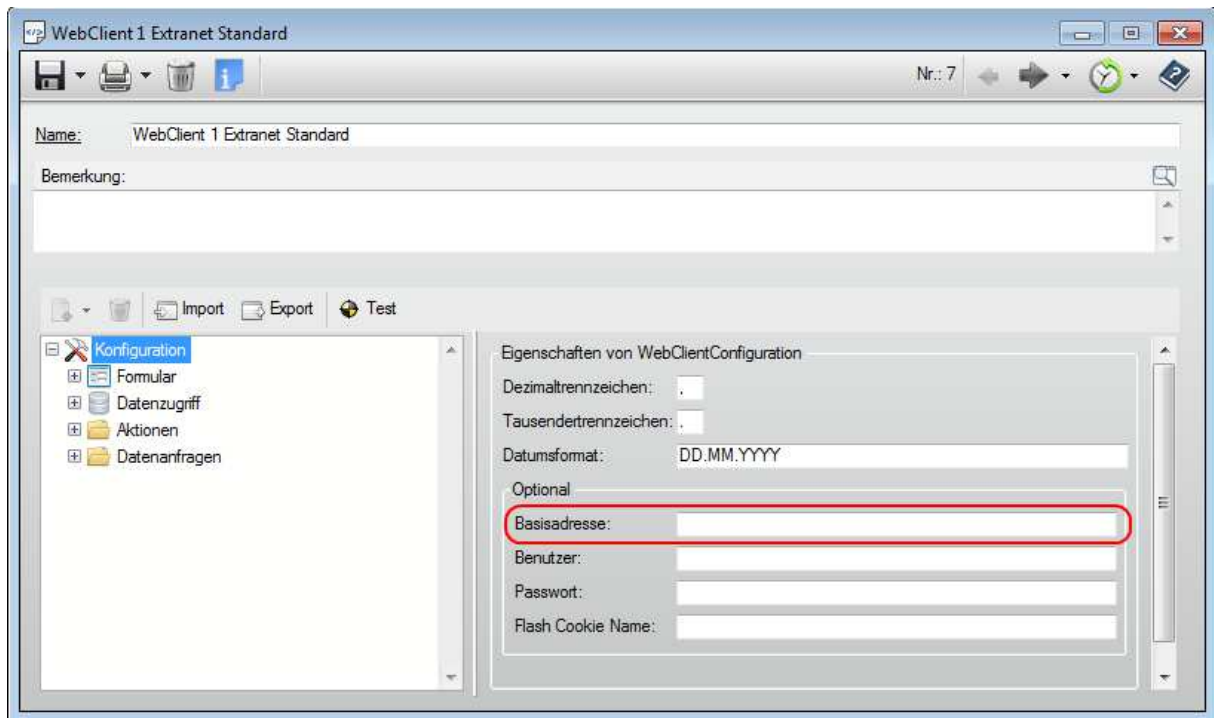 WebClient 1 Extranet Standard
Nr.: 7
Name: WebClient 1 Extranet Standard
Bemerkung:
Import Export Test
Konfiguration
Formular
Datenzugriff
Aktionen
Datenanfragen
Eigenschaften von WebClientConfiguration
Dezimaltrennzeichen: ,
Tausendertrennzeichen: .
Datumsformat: DD.MM.YYYY
Optional
Basisadresse:
Benutzer:
Passwort:
Flash Cookie Name: